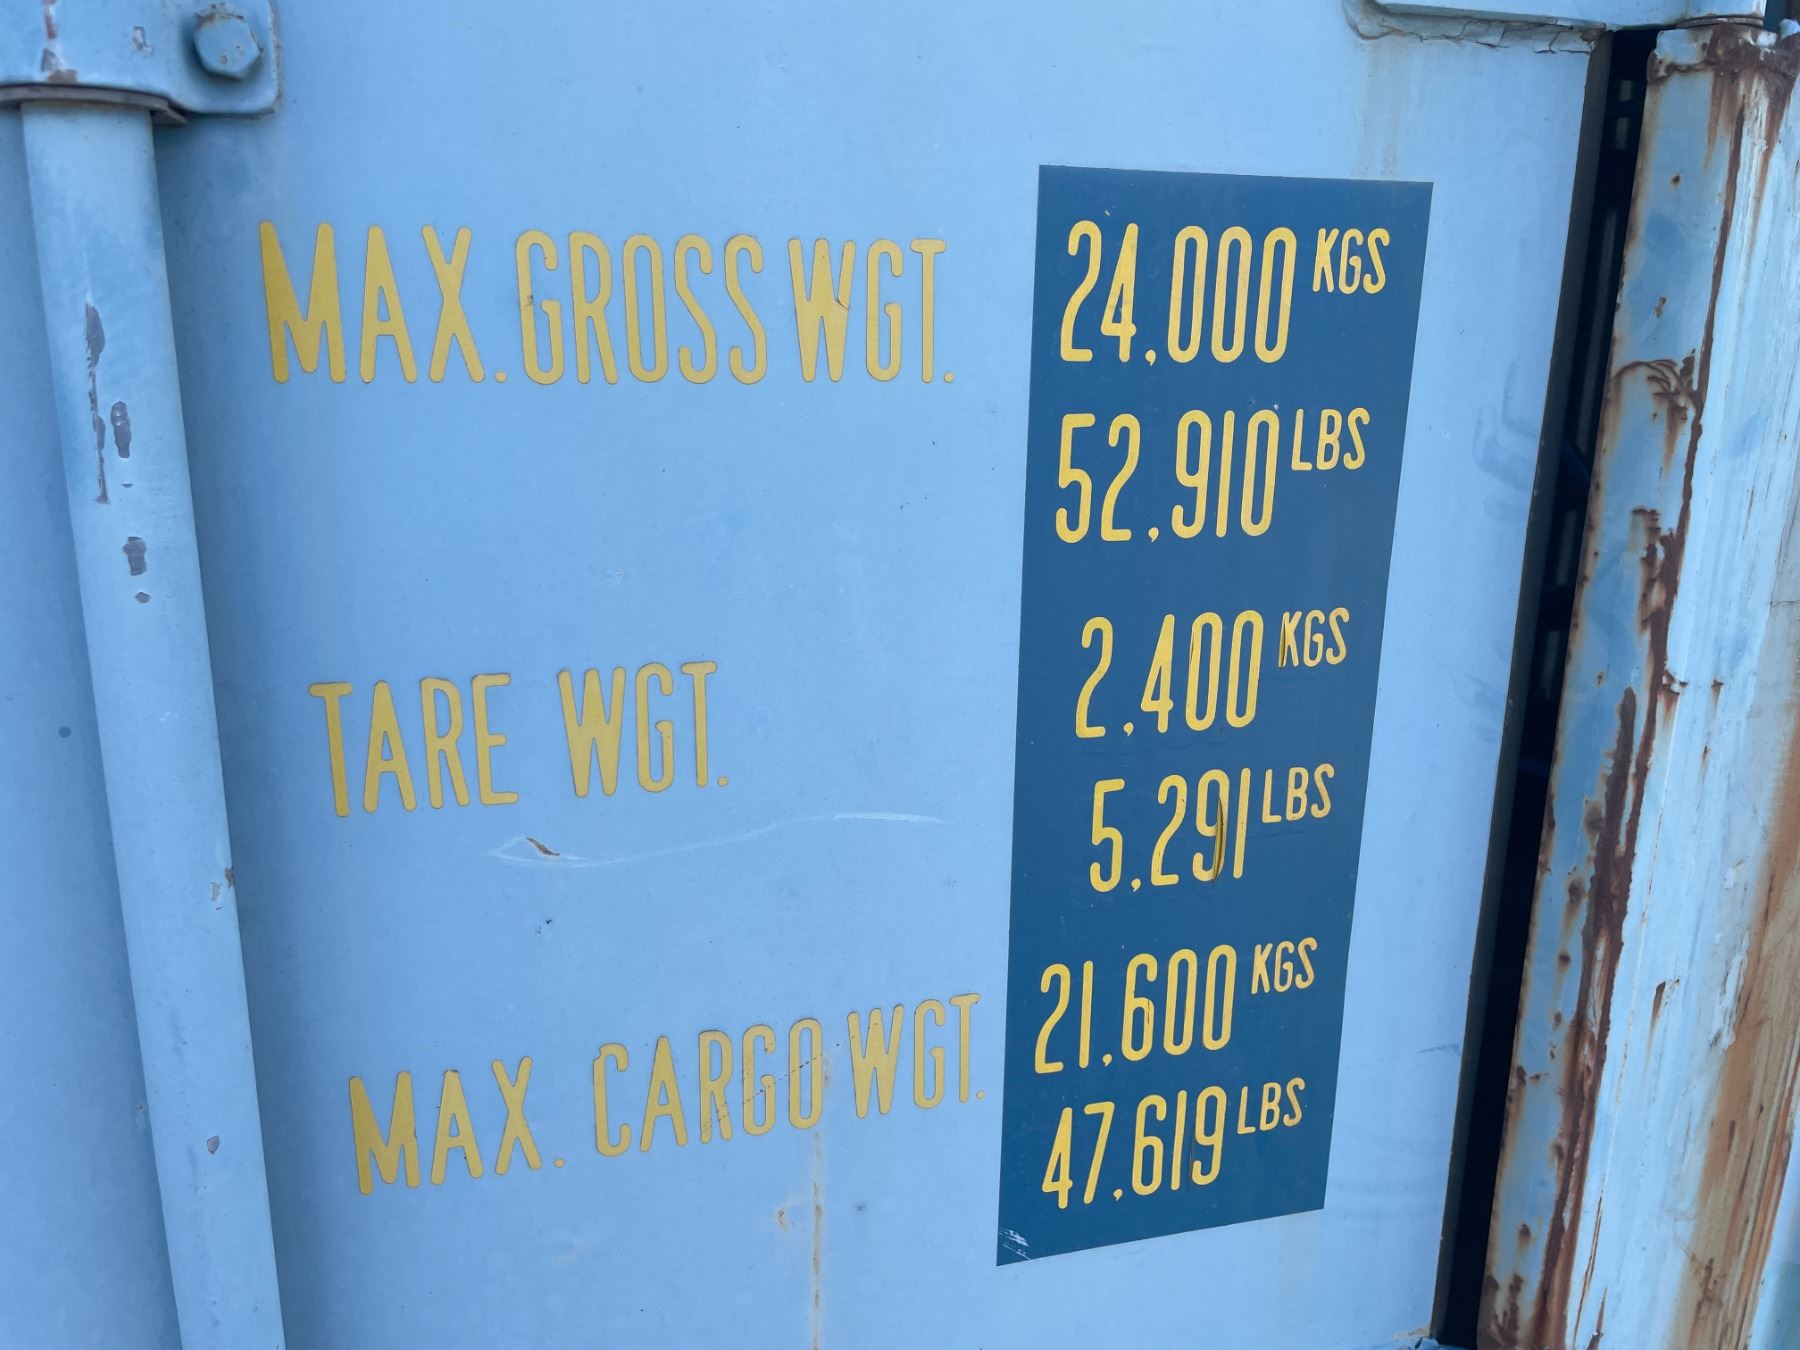 MAX. GROSS WGT. 24,000 KGS
52,910 LBS
TARE WGT. 2,400 KGS
5,291 LBS
MAX. CARGO WGT. 21,600 KGS
47,619 LBS